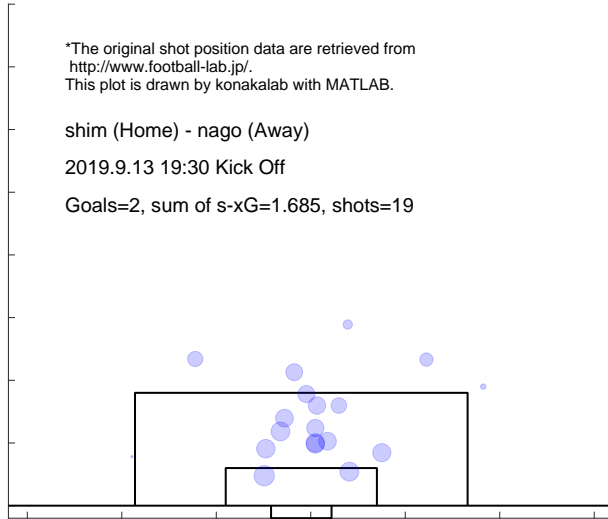 *The original shot position data are retrieved from
http://www.football-lab.jp/.
This plot is drawn by konakalab with MATLAB.
shim (Home) - nago (Away)
2019.9.13 19:30 Kick Off
Goals=2, sum of s-xG=1.685, shots=19